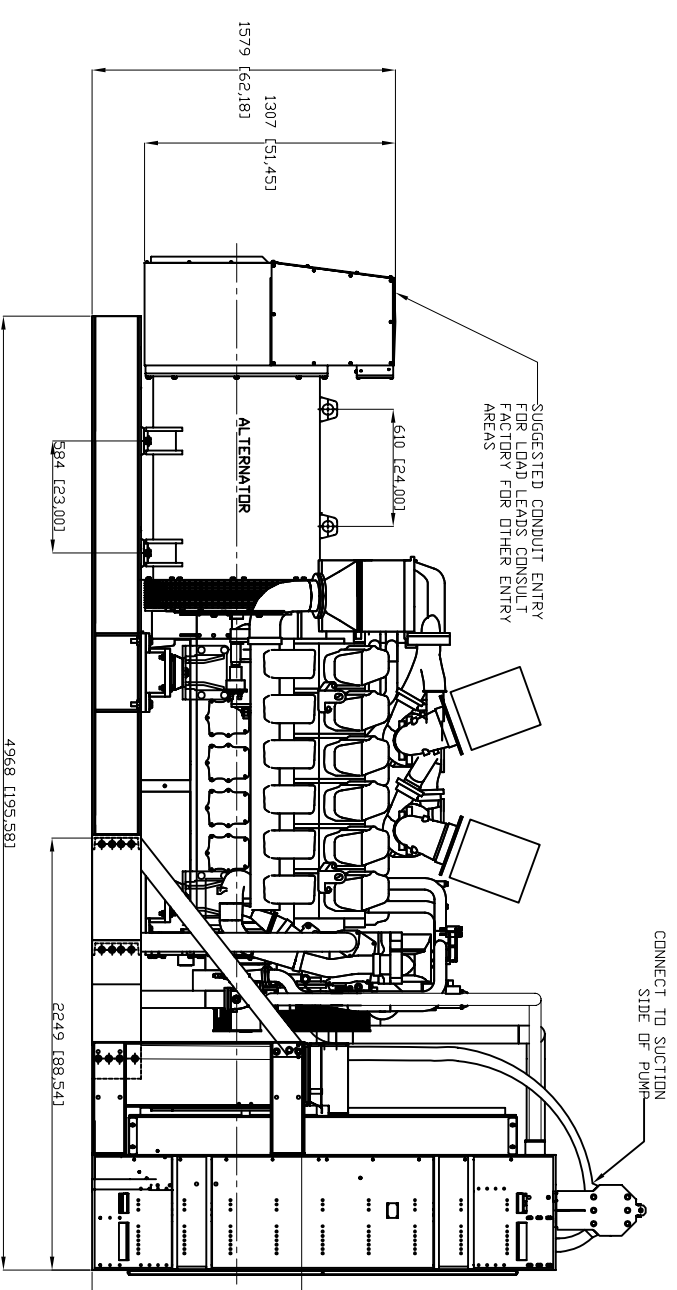 1579 [62,18]
1307 [51,45]
SUGGESTED CONDUIT ENTRY
FOR LOAD LEADS CONSULT
FACTORY FOR OTHER ENTRY
AREAS
610 [24,00]
ALTERNATOR
584 [23,00]
4968 [195,58]
2249 [88,54]
CONNECT TO SUCTION
SIDE OF PUMP